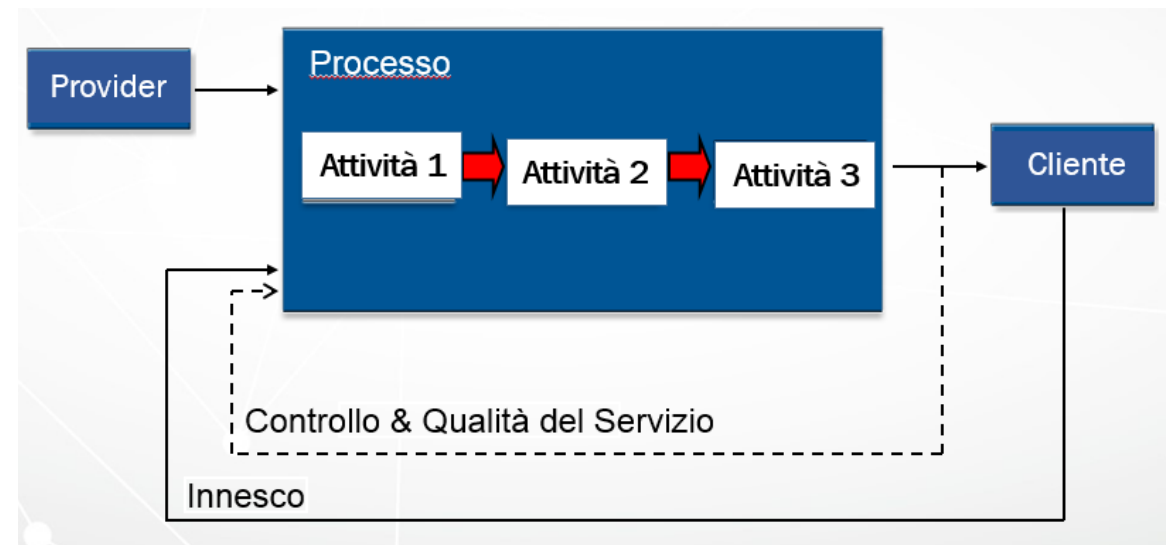 Provider
Processo
Attività 1
Attività 2
Attività 3
Cliente
Controllo & Qualità del Servizio
Innesco